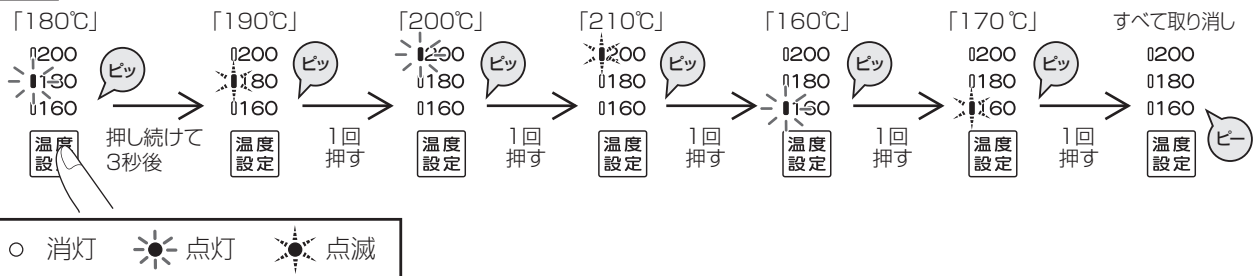 「180℃」 「190℃」 「200℃」 「210℃」 「160℃」 「170℃」 すべて取り消し
200 200 200 200 200 200 200
180 180 180 180 180 180 180
160 160 160 160 160 160 160
ピッ ピッ ピッ ピッ ピッ ピッ ピー
温度 温度 温度 温度 温度 温度 温度
設定 設定 設定 設定 設定 設定 設定
押し続けて 1回 1回 1回 1回 1回
3秒後 押す 押す 押す 押す 押す
消灯 点灯 点滅